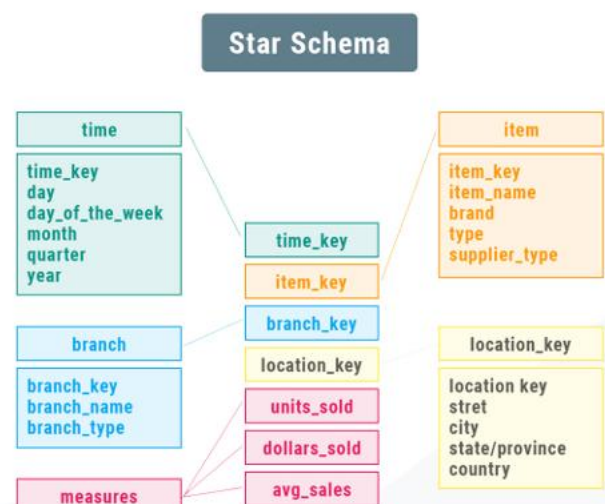 Star Schema
time
time_key
day
day_of_the_week
month
quarter
year
branch
branch_key
branch_name
branch_type
measures
time_key
item_key
branch_key
location_key
units_sold
dollars_sold
avg_sales
item
item_key
item_name
brand
type
supplier_type
location_key
location key
stret
city
state/province
country